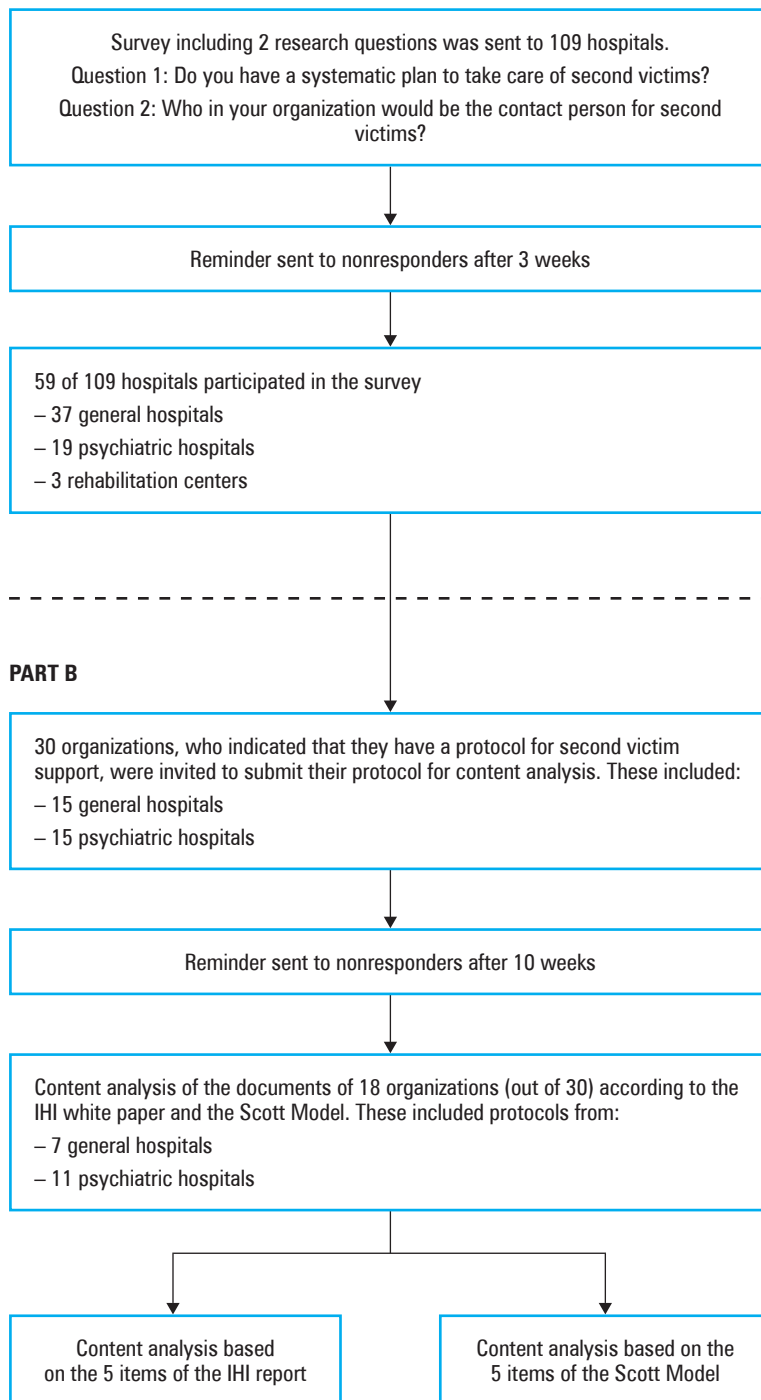 Survey including 2 research questions was sent to 109 hospitals.
Question 1: Do you have a systematic plan to take care of second victims?
Question 2: Who in your organization would be the contact person for second
victims?
Reminder sent to nonresponders after 3 weeks
59 of 109 hospitals participated in the survey
– 37 general hospitals
– 19 psychiatric hospitals
– 3 rehabilitation centers
PART B
30 organizations, who indicated that they have a protocol for second victim
support, were invited to submit their protocol for content analysis. These included:
– 15 general hospitals
– 15 psychiatric hospitals
Reminder sent to nonresponders after 10 weeks
Content analysis of the documents of 18 organizations (out of 30) according to the
IHI white paper and the Scott Model. These included protocols from:
– 7 general hospitals
– 11 psychiatric hospitals
Content analysis based
on the 5 items of the IHI report
Content analysis based on the
5 items of the Scott Model